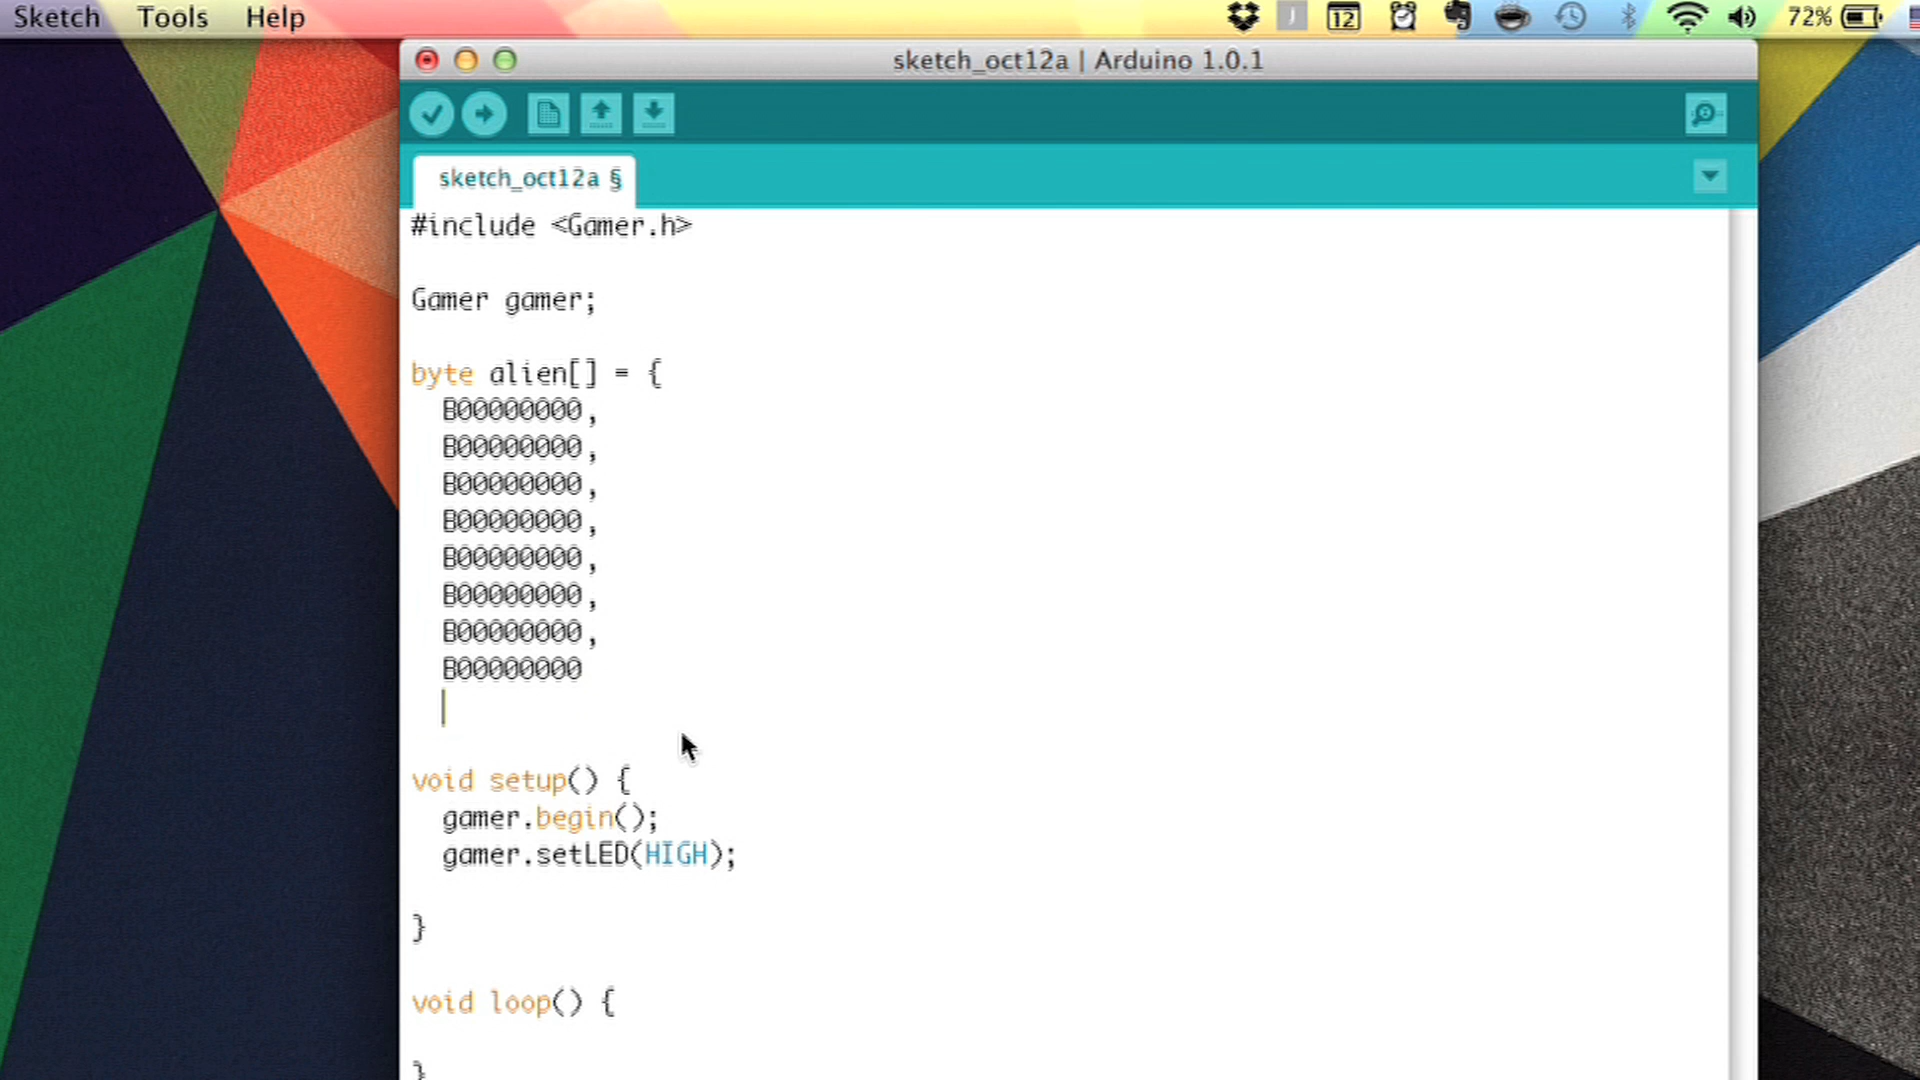 Sketch Tools Help 12 72%
sketch_oct12a | Arduino 1.0.1
sketch_oct12a §
#include <Gamer.h>
Gamer gamer;
byte alien[] = {
B00000000,
B00000000,
B00000000,
B00000000,
B00000000,
B00000000,
B00000000,
B00000000
void setup() {
gamer.begin();
gamer.setLED(HIGH);
}
void loop() {
}